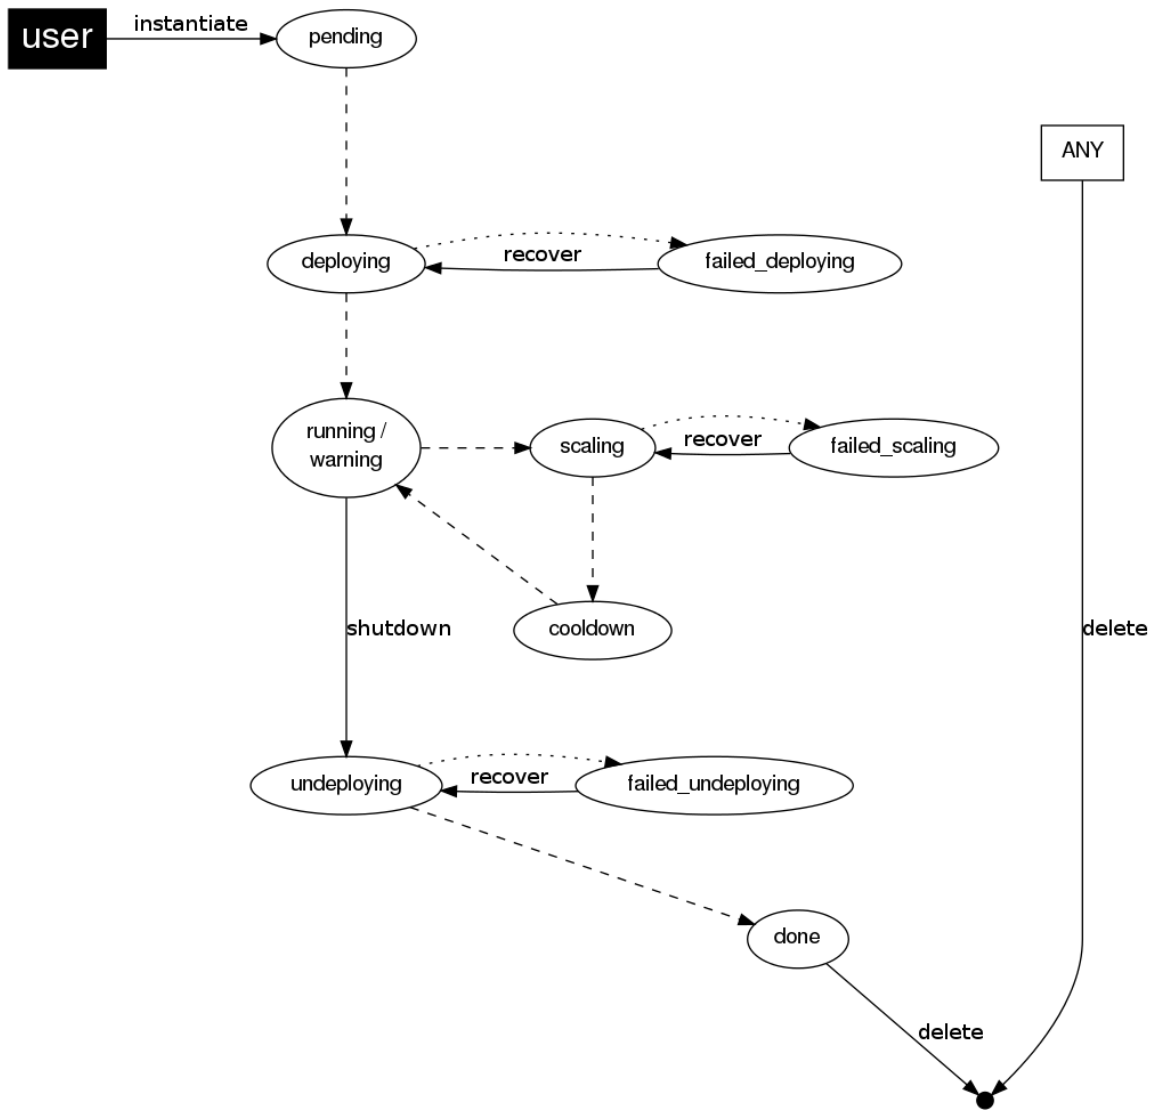 user
instantiate
pending
ANY
deploying
recover
failed_deploying
running /
warning
scaling
recover
failed_scaling
shutdown
cooldown
delete
undeploying
recover
failed_undeploying
done
delete